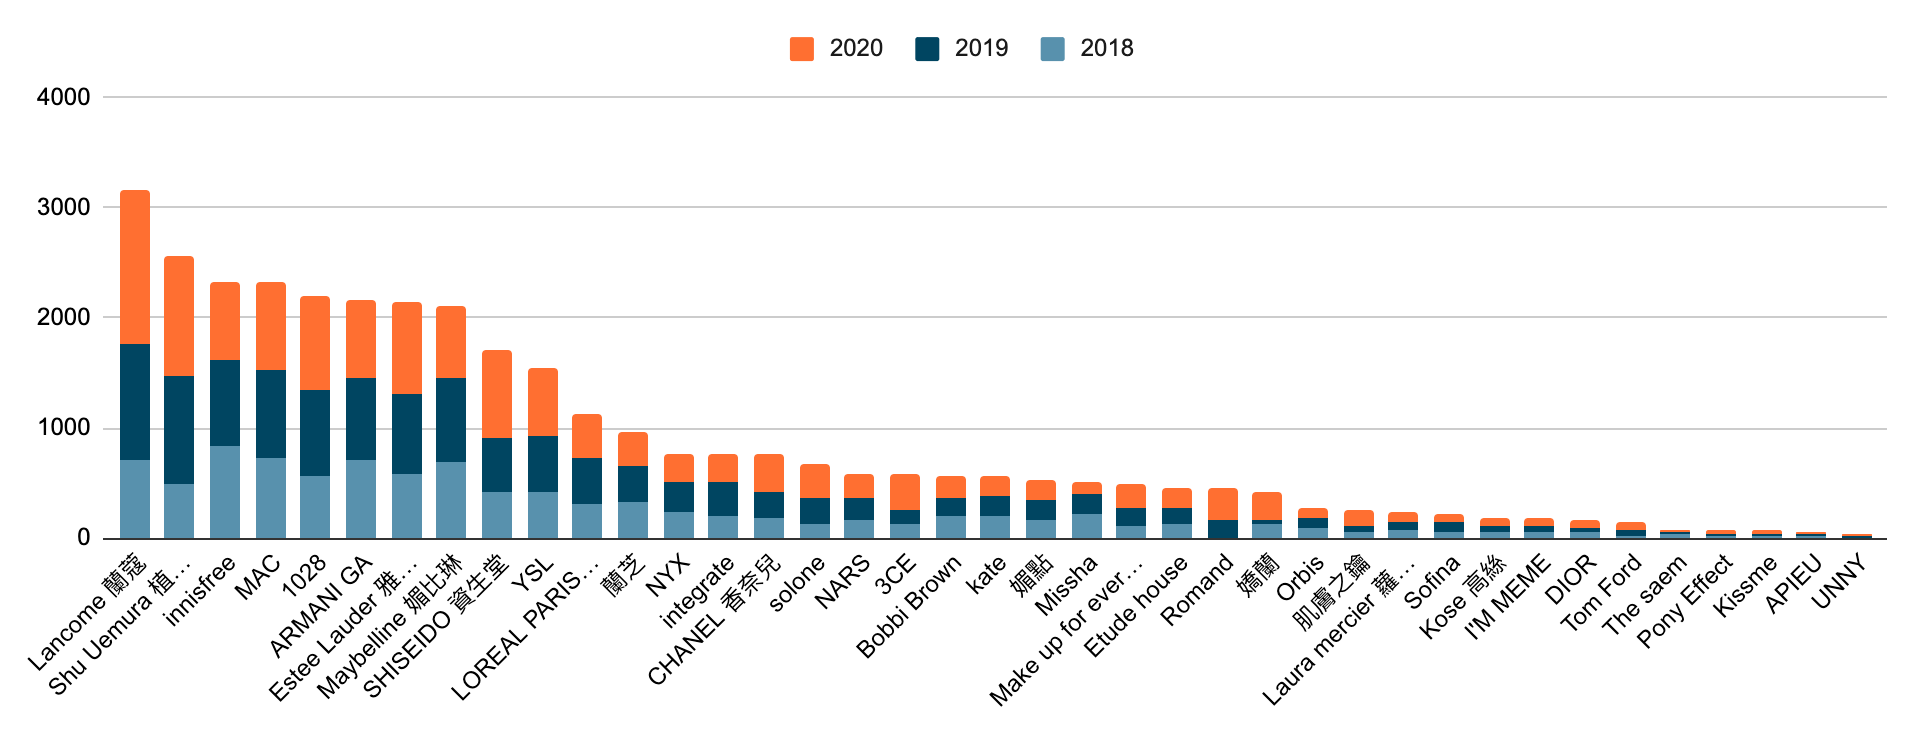 2020 2019 2018
4000
3000
2000
1000
0
Lancome 蘭蔻
Shu Uemura 植…
innisfree
MAC
1028
ARMANI GA
Estee Lauder 雅…
Maybelline 媚比琳
SHISEIDO 資生堂
YSL
LOREAL PARIS…
蘭芝
NYX
integrate
CHANEL 香奈兒
solone
NARS
3CE
Bobbi Brown
kate
媚點
Missha
Make up for ever…
Etude house
Romand
嬌蘭
Orbis
肌膚之鑰
Laura mercier 蘿…
Sofina
Kose 高絲
I'M MEME
DIOR
Tom Ford
The saem
Pony Effect
Kissme
APIEU
UNNY